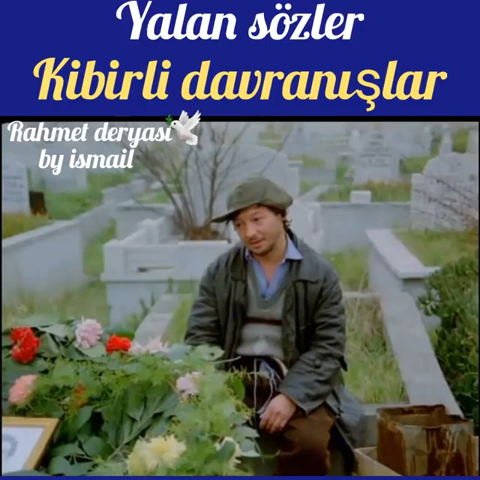 Yalan sözler
Kibirli davranışlar
Rahmet deryası
by ismail